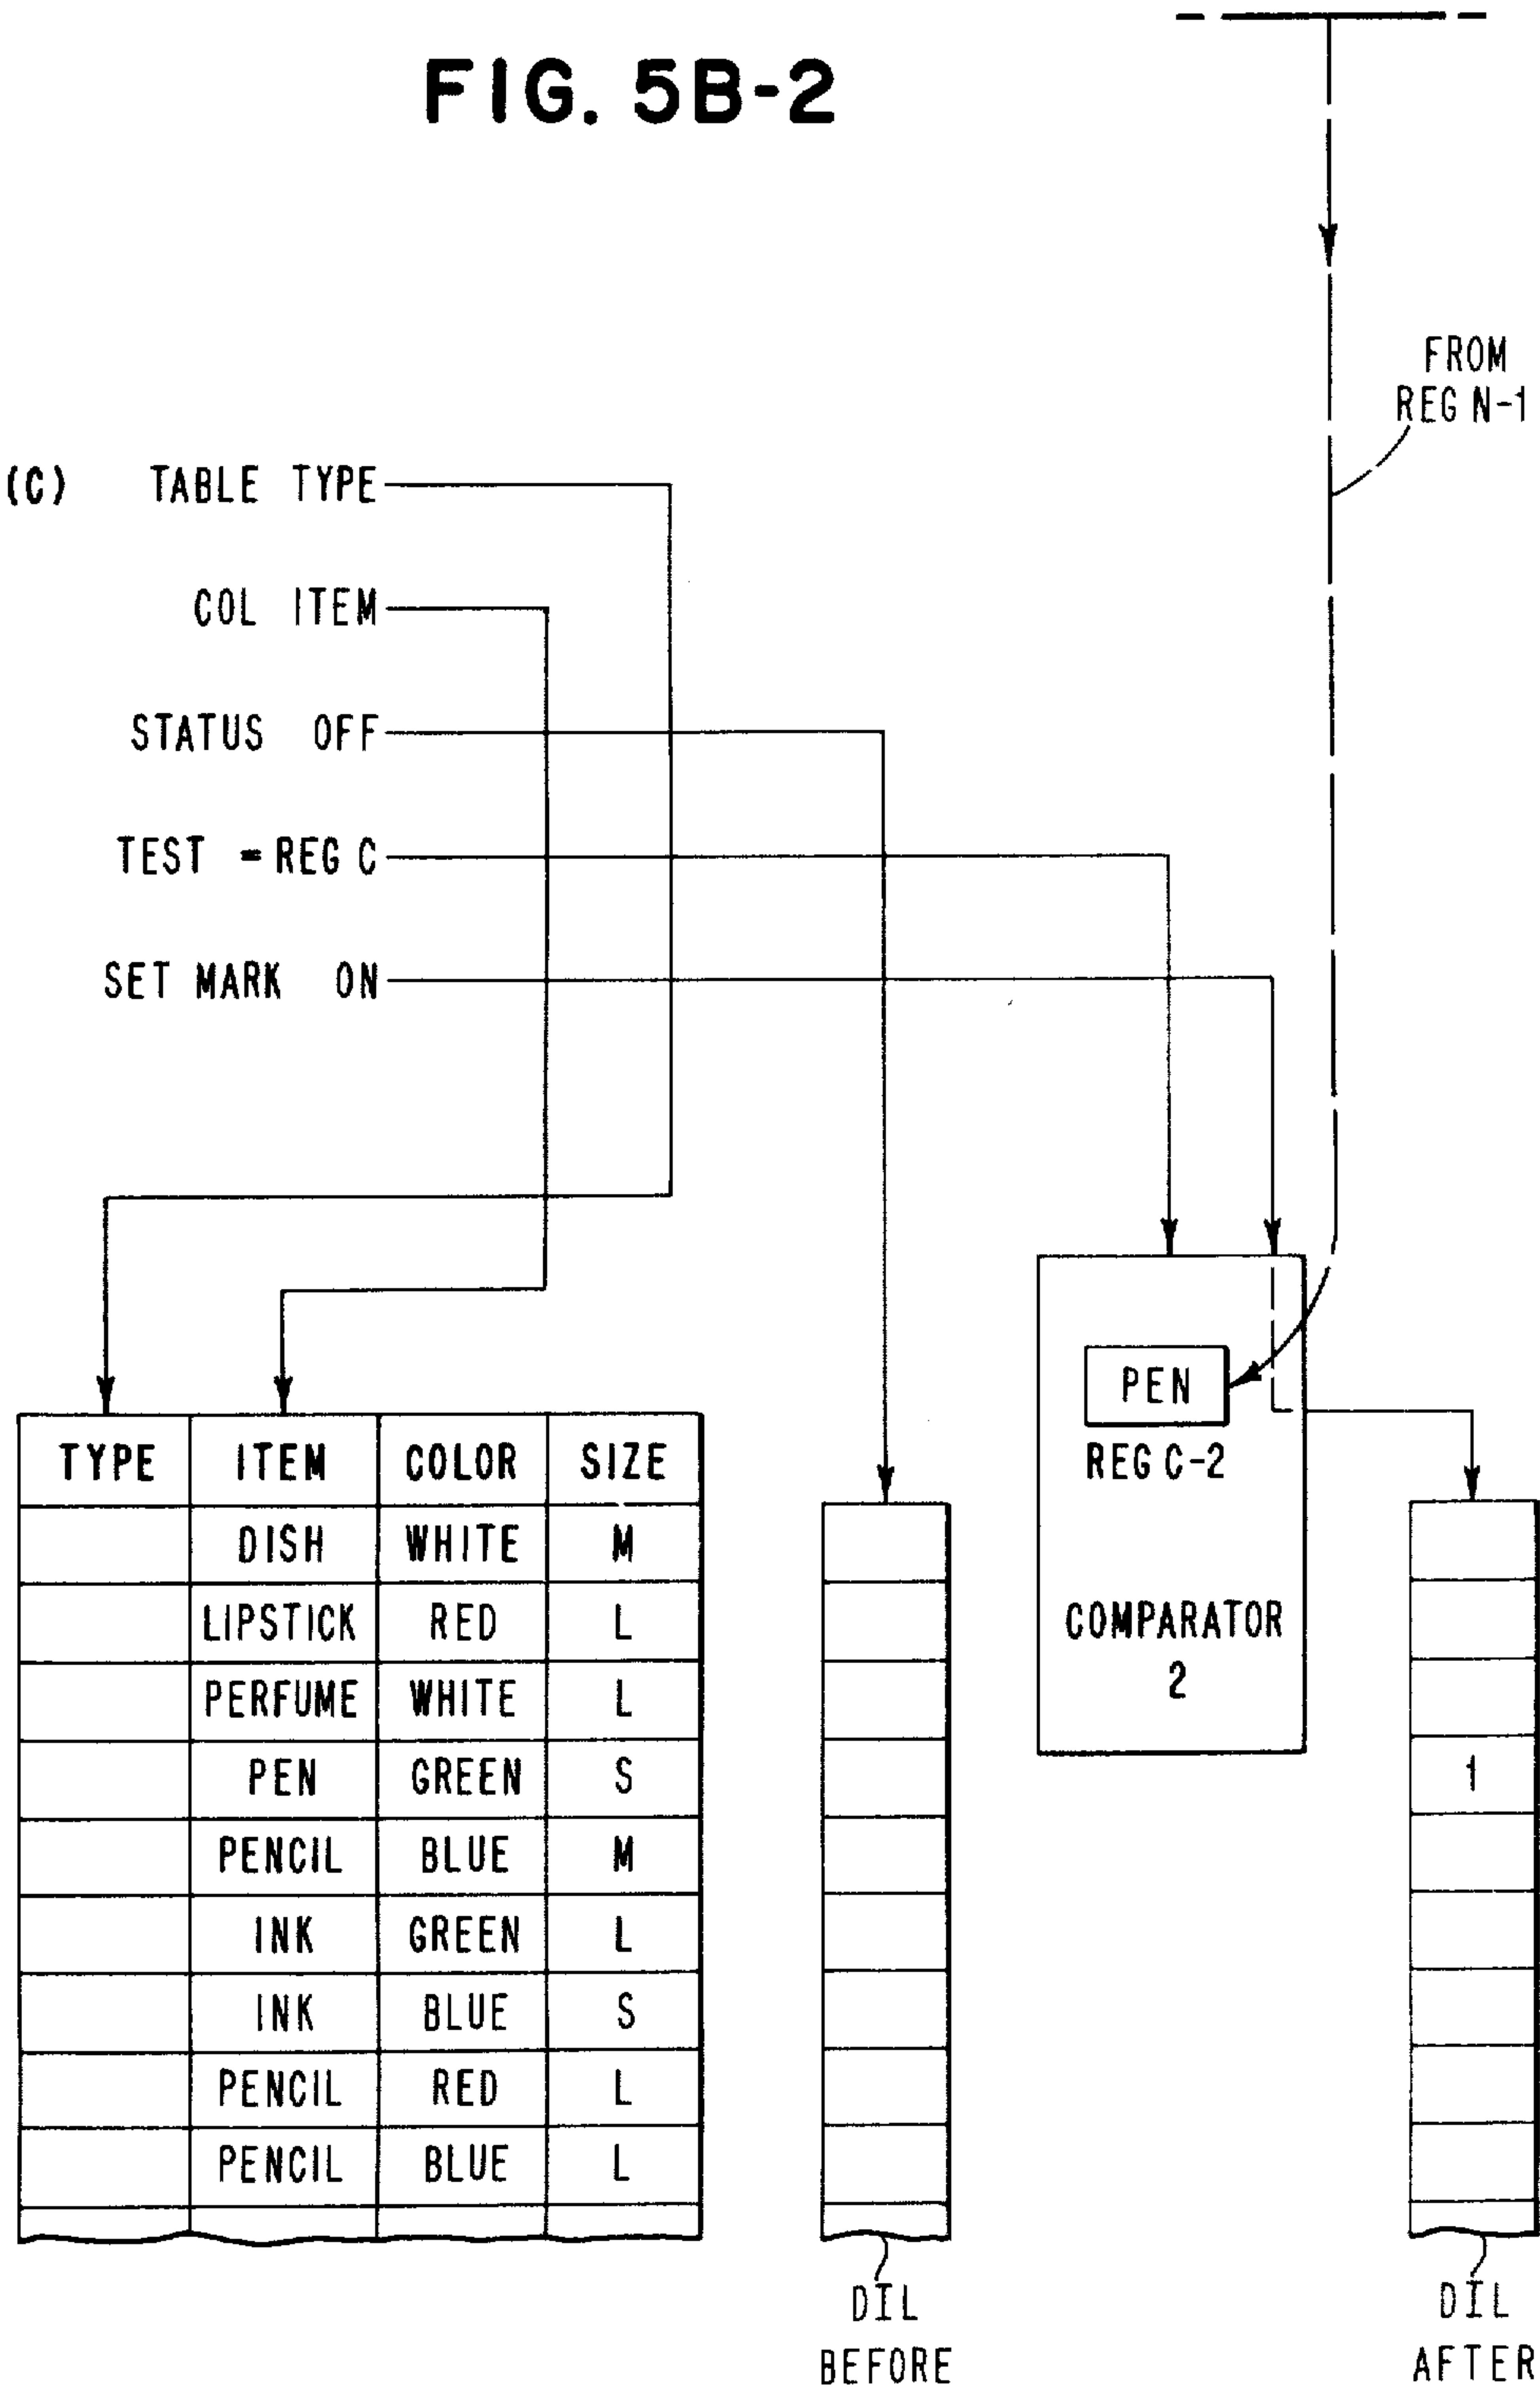 FIG. 5B-2
FROM
REG N-1
(C) TABLE TYPE
COL ITEM
STATUS OFF
TEST = REG C
SET MARK ON
PEN
REG C-2
COMPARATOR
2
TYPE ITEM COLOR SIZE
DISH WHITE M
LIPSTICK RED L
PERFUME WHITE L
PEN GREEN S
1
PENCIL BLUE M
INK GREEN L
INK BLUE S
PENCIL RED L
PENCIL BLUE L
DIL
BEFORE
DIL
AFTER